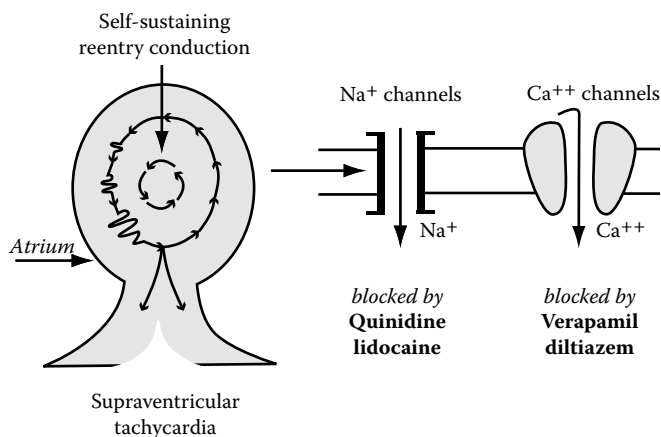 Self-sustaining
reentry conduction
Na⁺ channels
Ca⁺⁺ channels
Na⁺
Ca⁺⁺
Atrium
blocked by
Quinidine
lidocaine
blocked by
Verapamil
diltiazem
Supraventricular
tachycardia